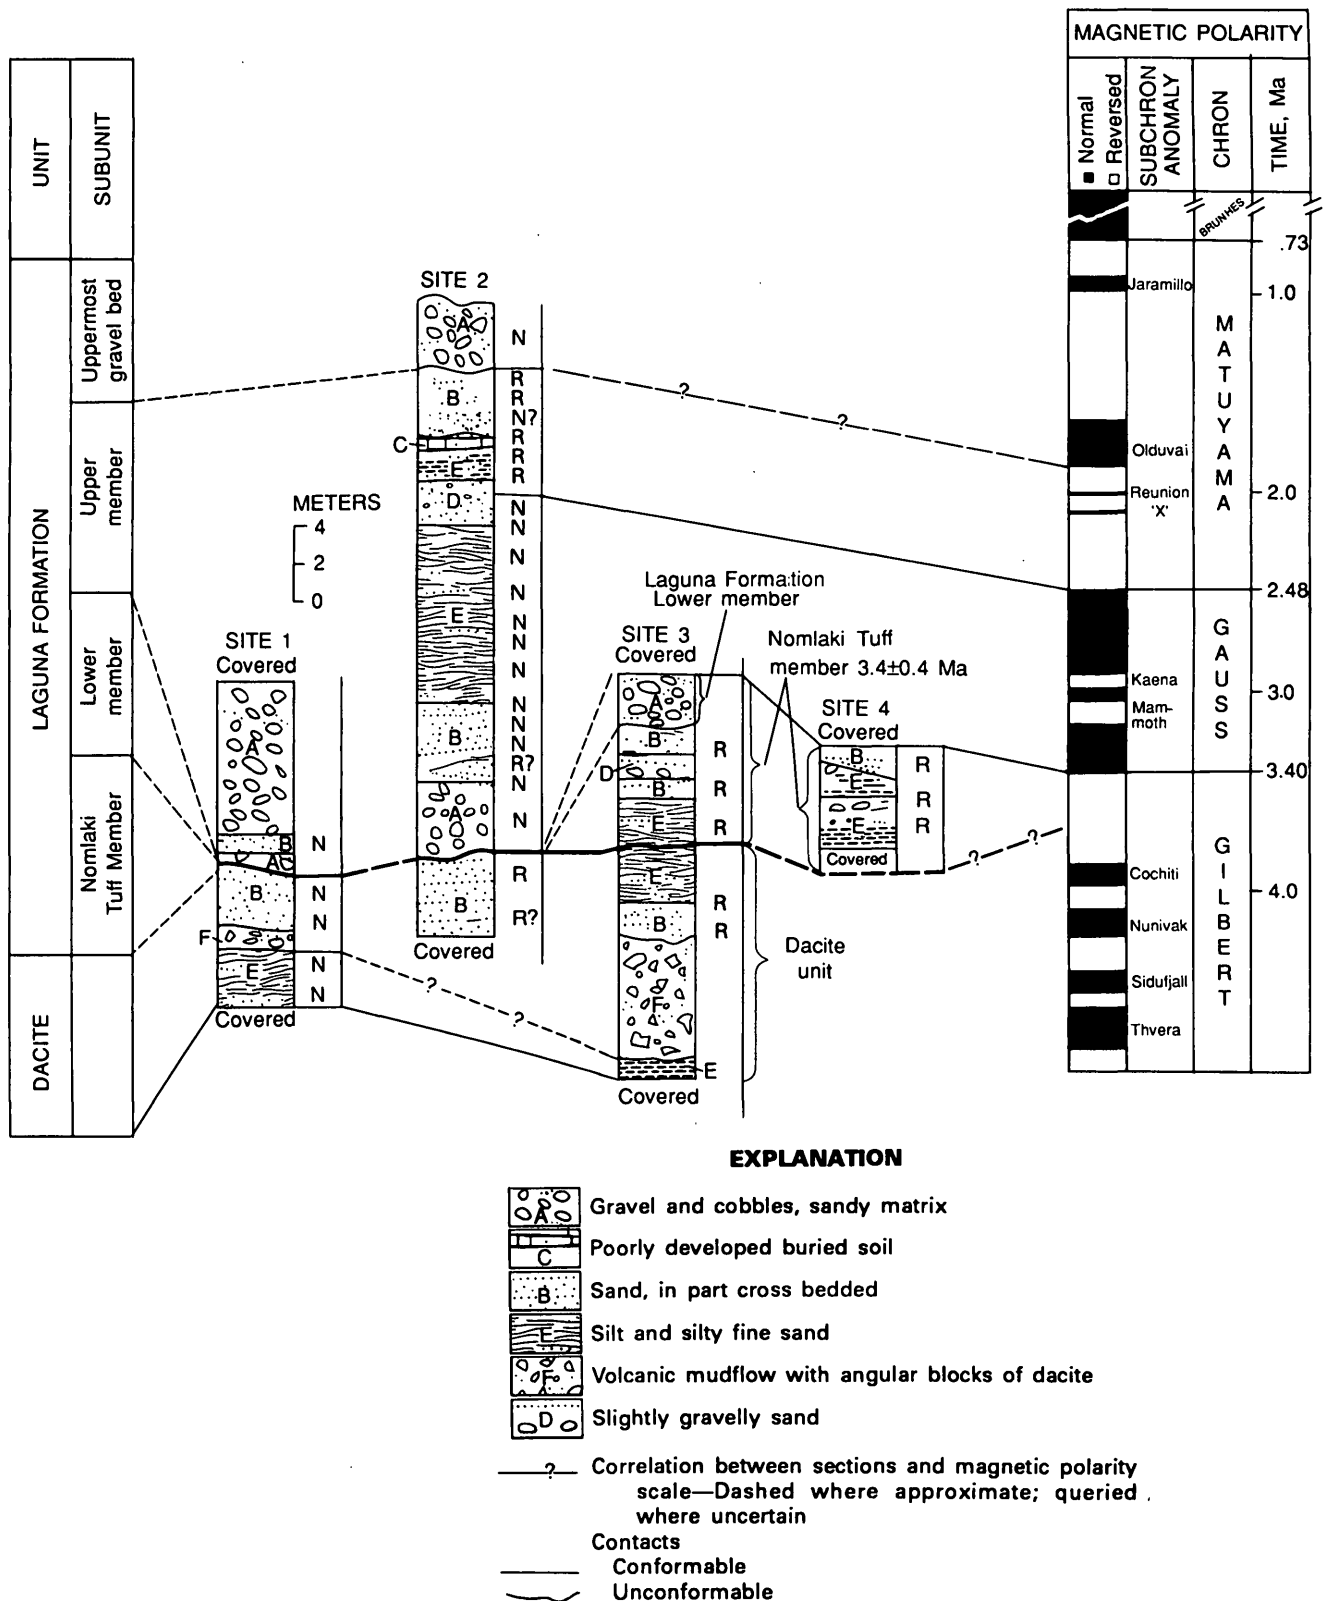 MAGNETIC POLARITY
■ Normal
□ Reversed
SUBCHRON
ANOMALY
CHRON
TIME, Ma
BRUNHES
.73
Jaramillo
1.0
MATUYAMA
Olduvai
Reunion
'X'
2.0
2.48
GAUSS
Kaena
Mam-
moth
3.0
3.40
GILBERT
Cochiti
4.0
Nunivak
Sidufjall
Thvera
UNIT
SUBUNIT
LAGUNA FORMATION
Uppermost
gravel bed
Upper
member
Lower
member
Nomlaki
Tuff Member
DACITE
METERS
4
2
0
SITE 1
Covered
A
B
A
C
B
F
E
Covered
N
N
N
N
N
SITE 2
A
B
C
E
D
E
B
A
B
Covered
N
R
R
N?
R
R
R
N
N
N
N
N
N
N
N
N
N
R?
N
N
R
R?
?
?
?
?
Laguna Formation
Lower member
SITE 3
Covered
A
B
D
B
E
E
B
F
E
Covered
R
R
R
R
R
Nomlaki Tuff
member 3.4±0.4 Ma
SITE 4
Covered
B
E
E
Covered
R
R
R
?
?
Dacite
unit
EXPLANATION
A
Gravel and cobbles, sandy matrix
C
Poorly developed buried soil
B
Sand, in part cross bedded
E
Silt and silty fine sand
F
Volcanic mudflow with angular blocks of dacite
D
Slightly gravelly sand
?
Correlation between sections and magnetic polarity
scale—Dashed where approximate; queried
where uncertain
Contacts
Conformable
Unconformable